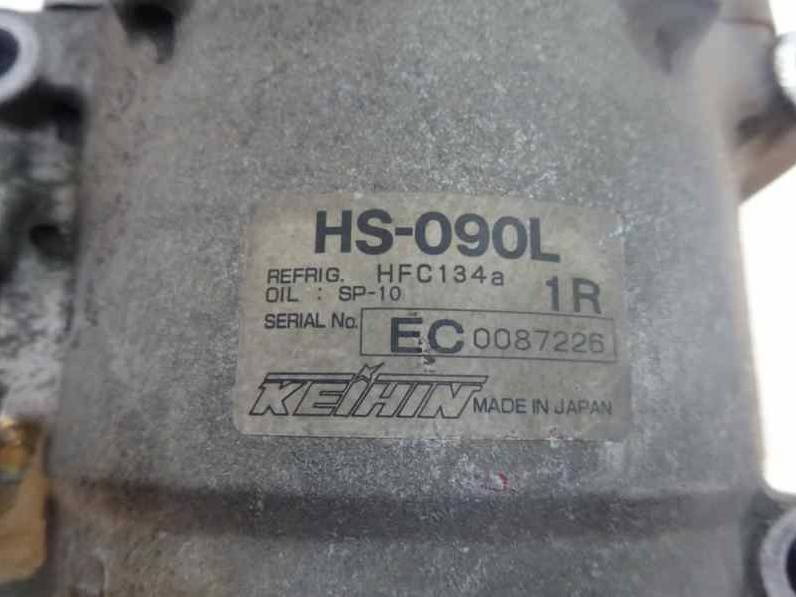 HS-090L
REFRIG. HFC134a
OIL : SP-10 1R
SERIAL No. EC 0087226
KEIHIN MADE IN JAPAN